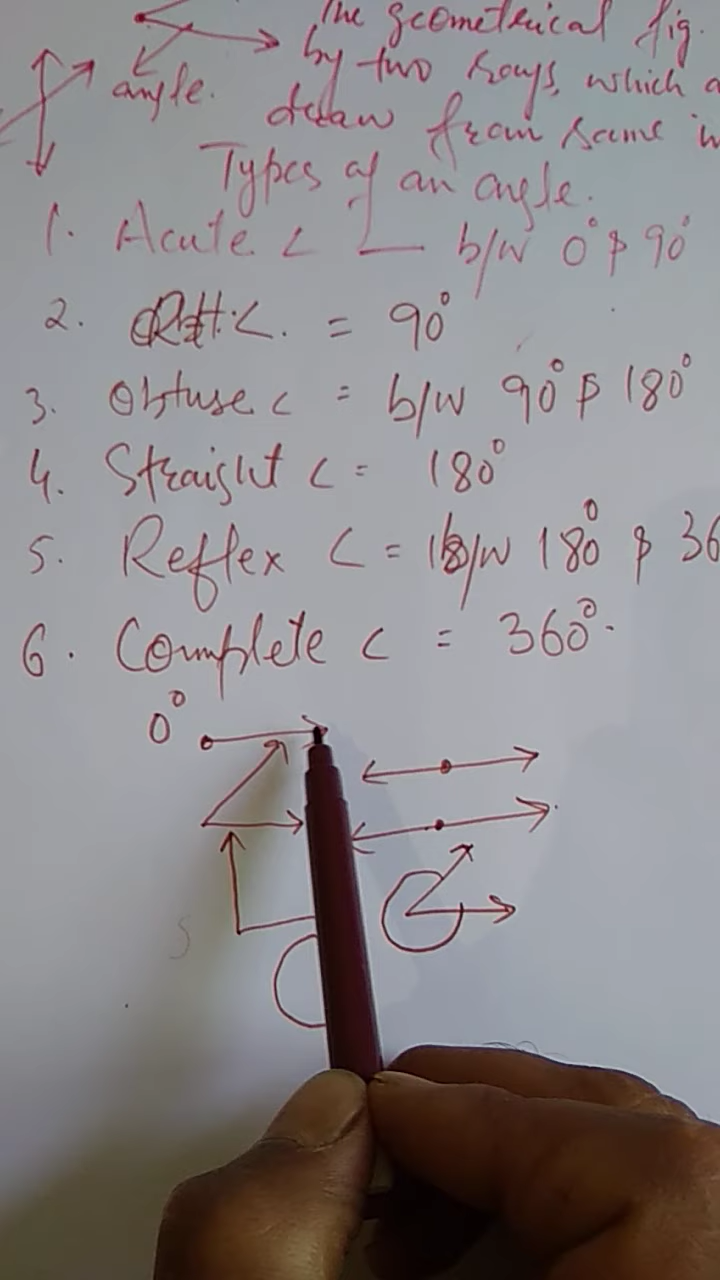 The geometrical fig.
by two rays, which
angle. draw from same
Types of an angle.
1. Acute ∠ b/w 0° & 90°
2. Rt. ∠. = 90°
3. Obtuse ∠ = b/w 90° & 180°
4. Straight ∠ = 180°
5. Reflex ∠ = b/w 180° & 36
6. Complete ∠ = 360°.
0°